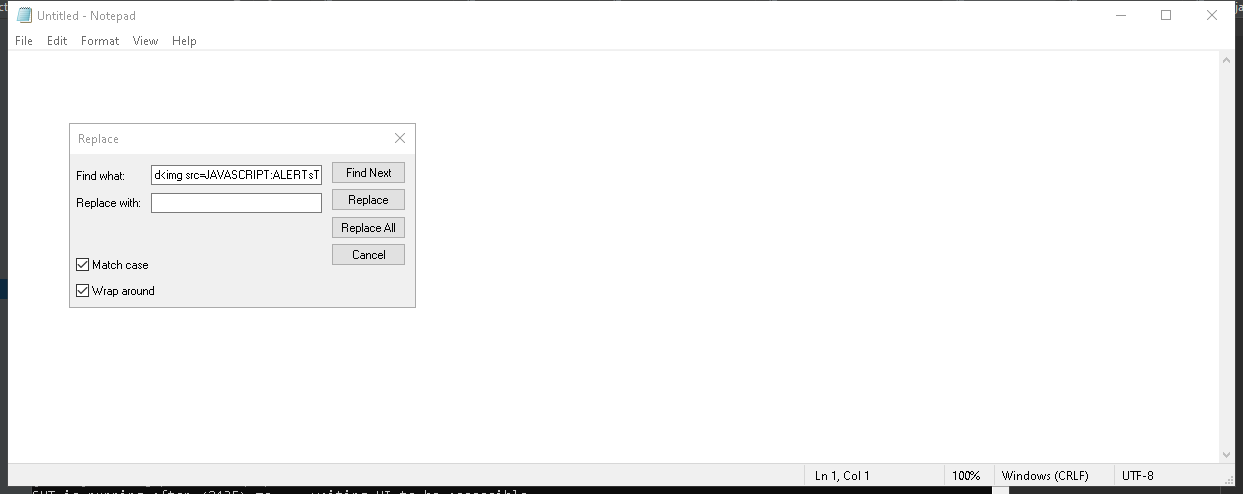 Untitled - Notepad
File Edit Format View Help
Replace
Find what: d<img src=JAVASCRIPT:ALERTsT Find Next
Replace with: Replace
Replace All
Cancel
Match case
Wrap around
Ln 1, Col 1 100% Windows (CRLF) UTF-8